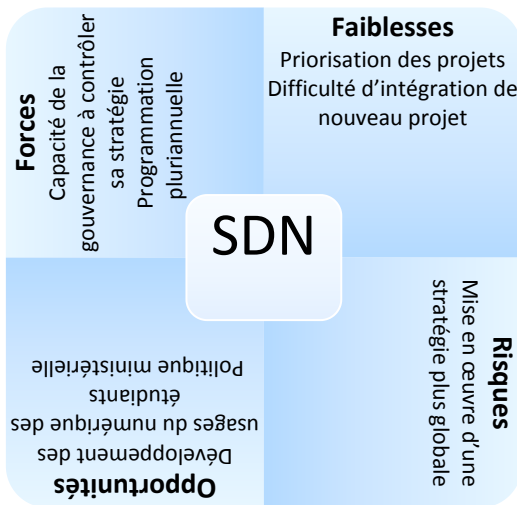 Forces
Capacité de la
gouvernance à contrôler
sa stratégie
Programmation
pluriannuelle
Faiblesses
Priorisation des projets
Difficulté d'intégration de
nouveau projet
SDN
Opportunités
Développement des
usages du numérique des
étudiants
Politique ministérielle
Risques
Mise en œuvre d'une
stratégie plus globale